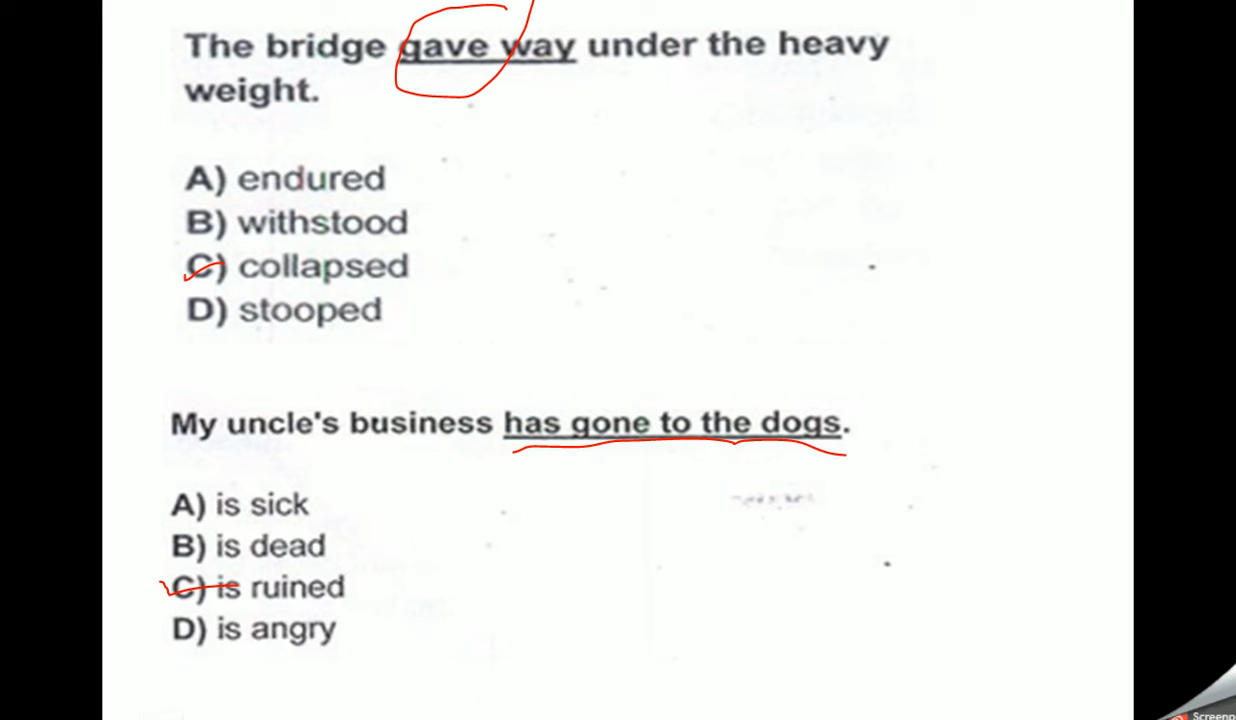 The bridge gave way under the heavy
weight.
A) endured
B) withstood
C) collapsed
D) stooped
My uncle's business has gone to the dogs.
A) is sick
B) is dead
C) is ruined
D) is angry